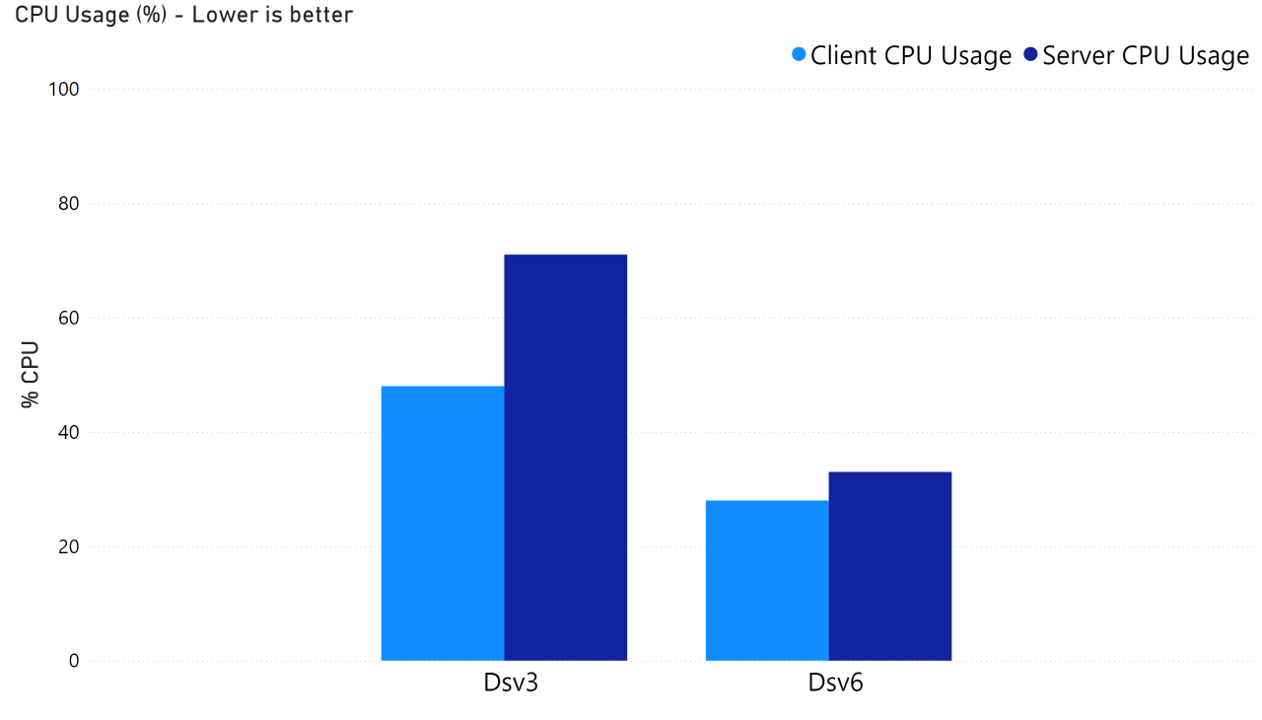 CPU Usage (%) - Lower is better
Client CPU Usage Server CPU Usage
100
80
60
40
20
0
% CPU
Dsv3 Dsv6